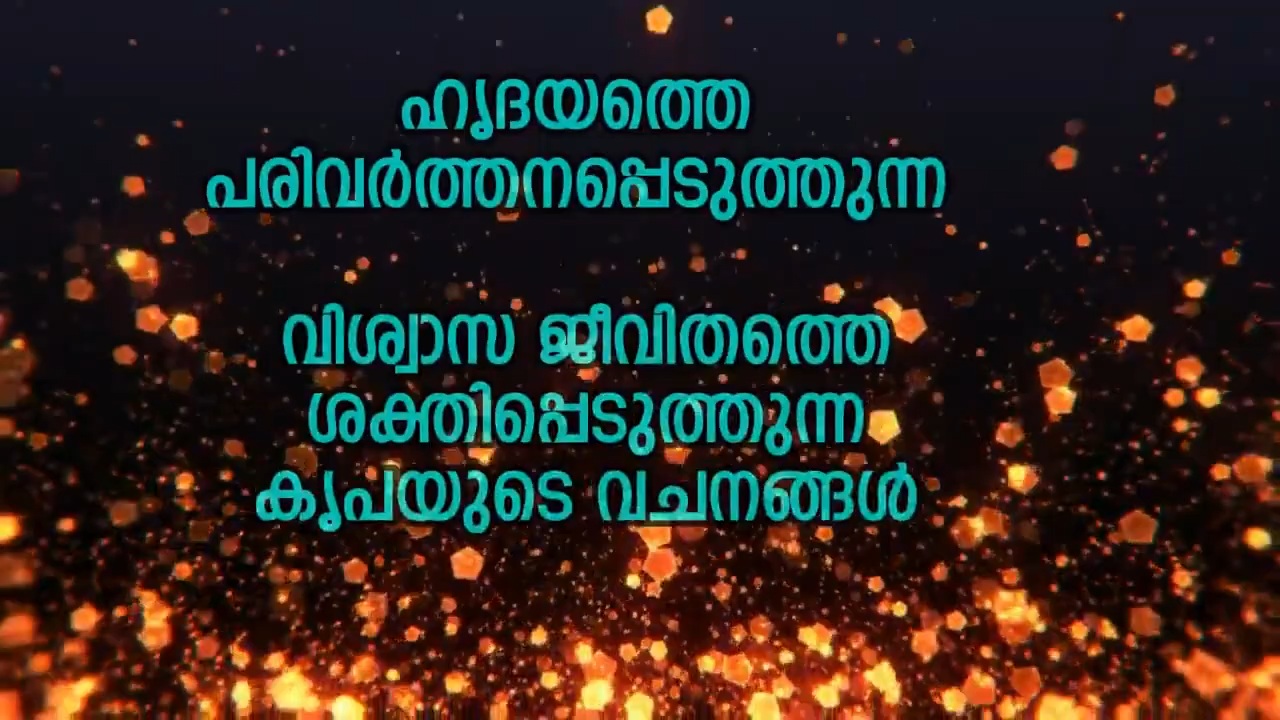 ഹൃദയത്തെ
പരിവർത്തനപ്പെടുത്തുന്ന
വിശ്വാസ ജീവിതത്തെ
ശക്തിപ്പെടുത്തുന്ന
കൃപയുടെ വചനങ്ങൾ